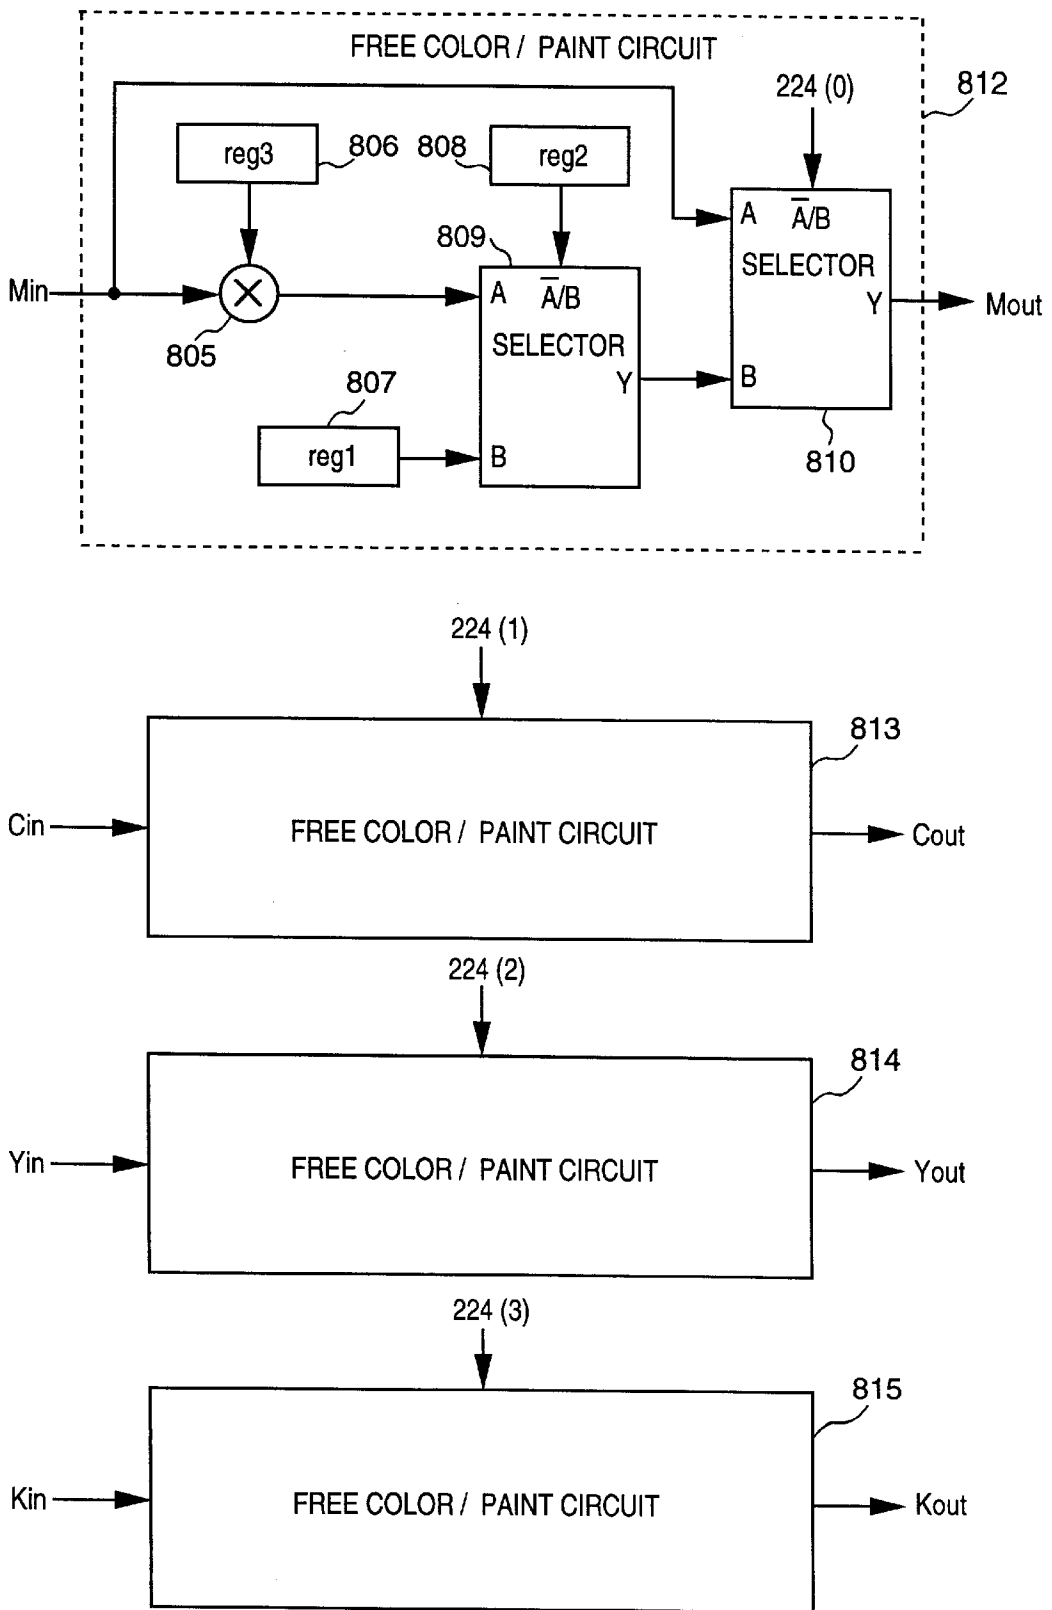 FREE COLOR / PAINT CIRCUIT
812
224 (0)
reg3
806
808
reg2
A
A̅/B
809
SELECTOR
Min
A
A̅/B
Y
Mout
805
SELECTOR
807
Y
B
reg1
B
810
224 (1)
813
Cin
FREE COLOR / PAINT CIRCUIT
Cout
224 (2)
814
Yin
FREE COLOR / PAINT CIRCUIT
Yout
224 (3)
815
Kin
FREE COLOR / PAINT CIRCUIT
Kout